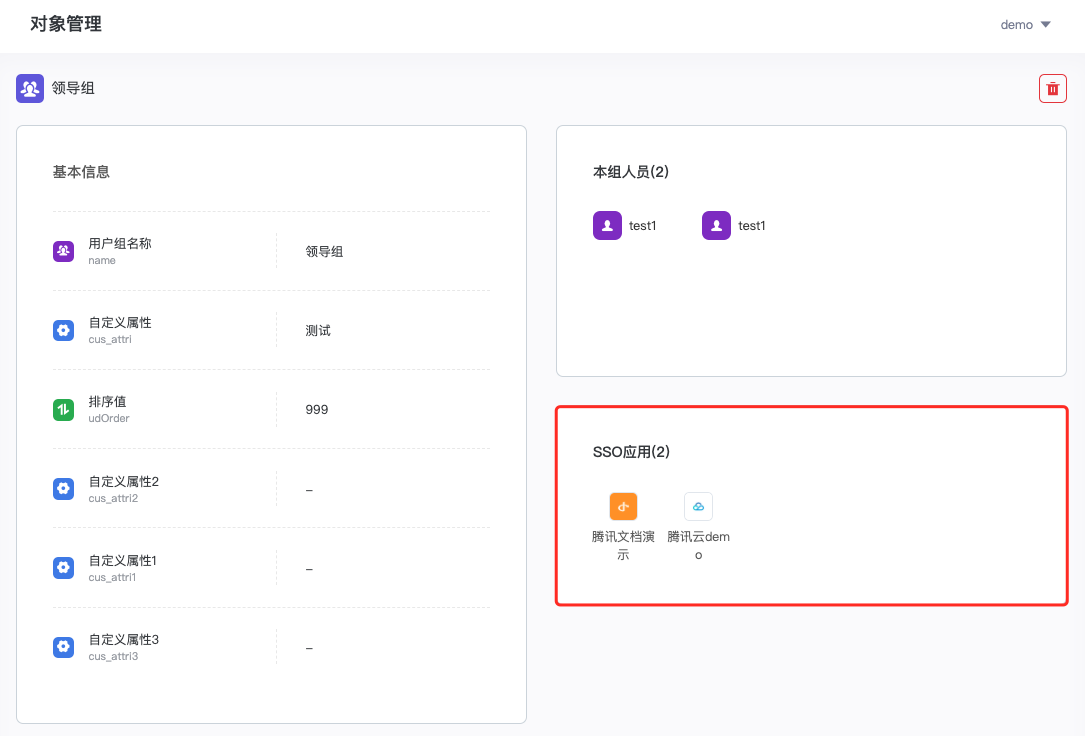 对象管理
demo
领导组
基本信息
用户组名称
name
领导组
自定义属性
cus_attri
测试
排序值
udOrder
999
自定义属性2
cus_attri2
–
自定义属性1
cus_attri1
–
自定义属性3
cus_attri3
–
本组人员(2)
test1
test1
SSO应用(2)
腾讯文档演
示
腾讯云dem
o